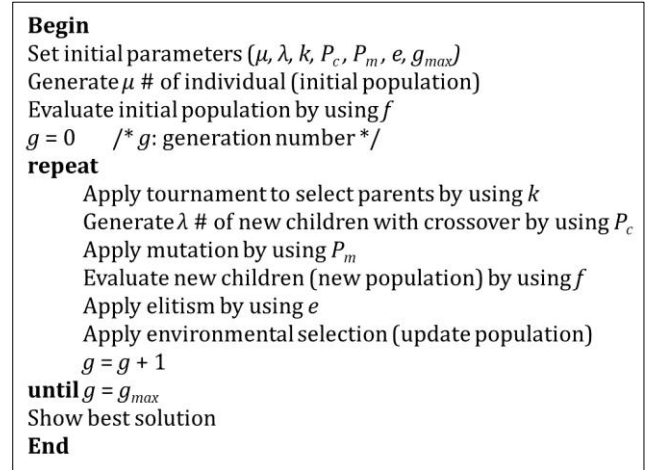 Begin
Set initial parameters (μ, λ, k, Pc, Pm, e, gmax)
Generate μ # of individual (initial population)
Evaluate initial population by using f
g = 0 /* g: generation number */
repeat
Apply tournament to select parents by using k
Generate λ # of new children with crossover by using Pc
Apply mutation by using Pm
Evaluate new children (new population) by using f
Apply elitism by using e
Apply environmental selection (update population)
g = g + 1
until g = gmax
Show best solution
End